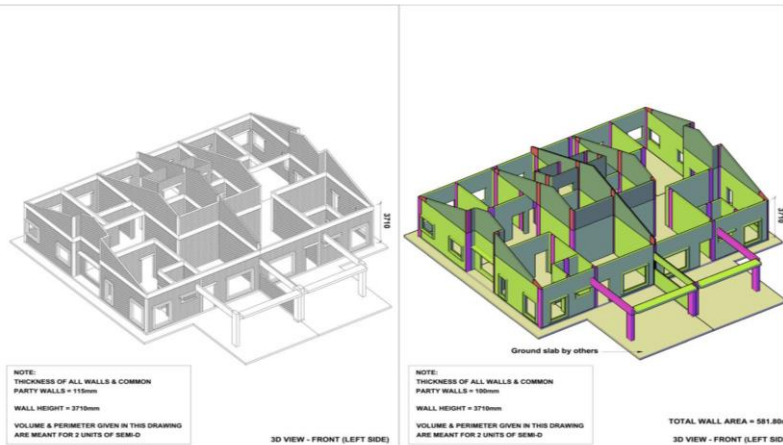 3710
NOTE:
THICKNESS OF ALL WALLS & COMMON
PARTY WALLS = 115mm
WALL HEIGHT = 3710mm
VOLUME & PERIMETER GIVEN IN THIS DRAWING
ARE MEANT FOR 2 UNITS OF SEMI-D
3D VIEW - FRONT (LEFT SIDE)
3710
Ground slab by others
NOTE:
THICKNESS OF ALL WALLS & COMMON
PARTY WALLS = 100mm
WALL HEIGHT = 3710mm
VOLUME & PERIMETER GIVEN IN THIS DRAWING
ARE MEANT FOR 2 UNITS OF SEMI-D
TOTAL WALL AREA =
3D VIEW - FRONT (LEFT SIDE)